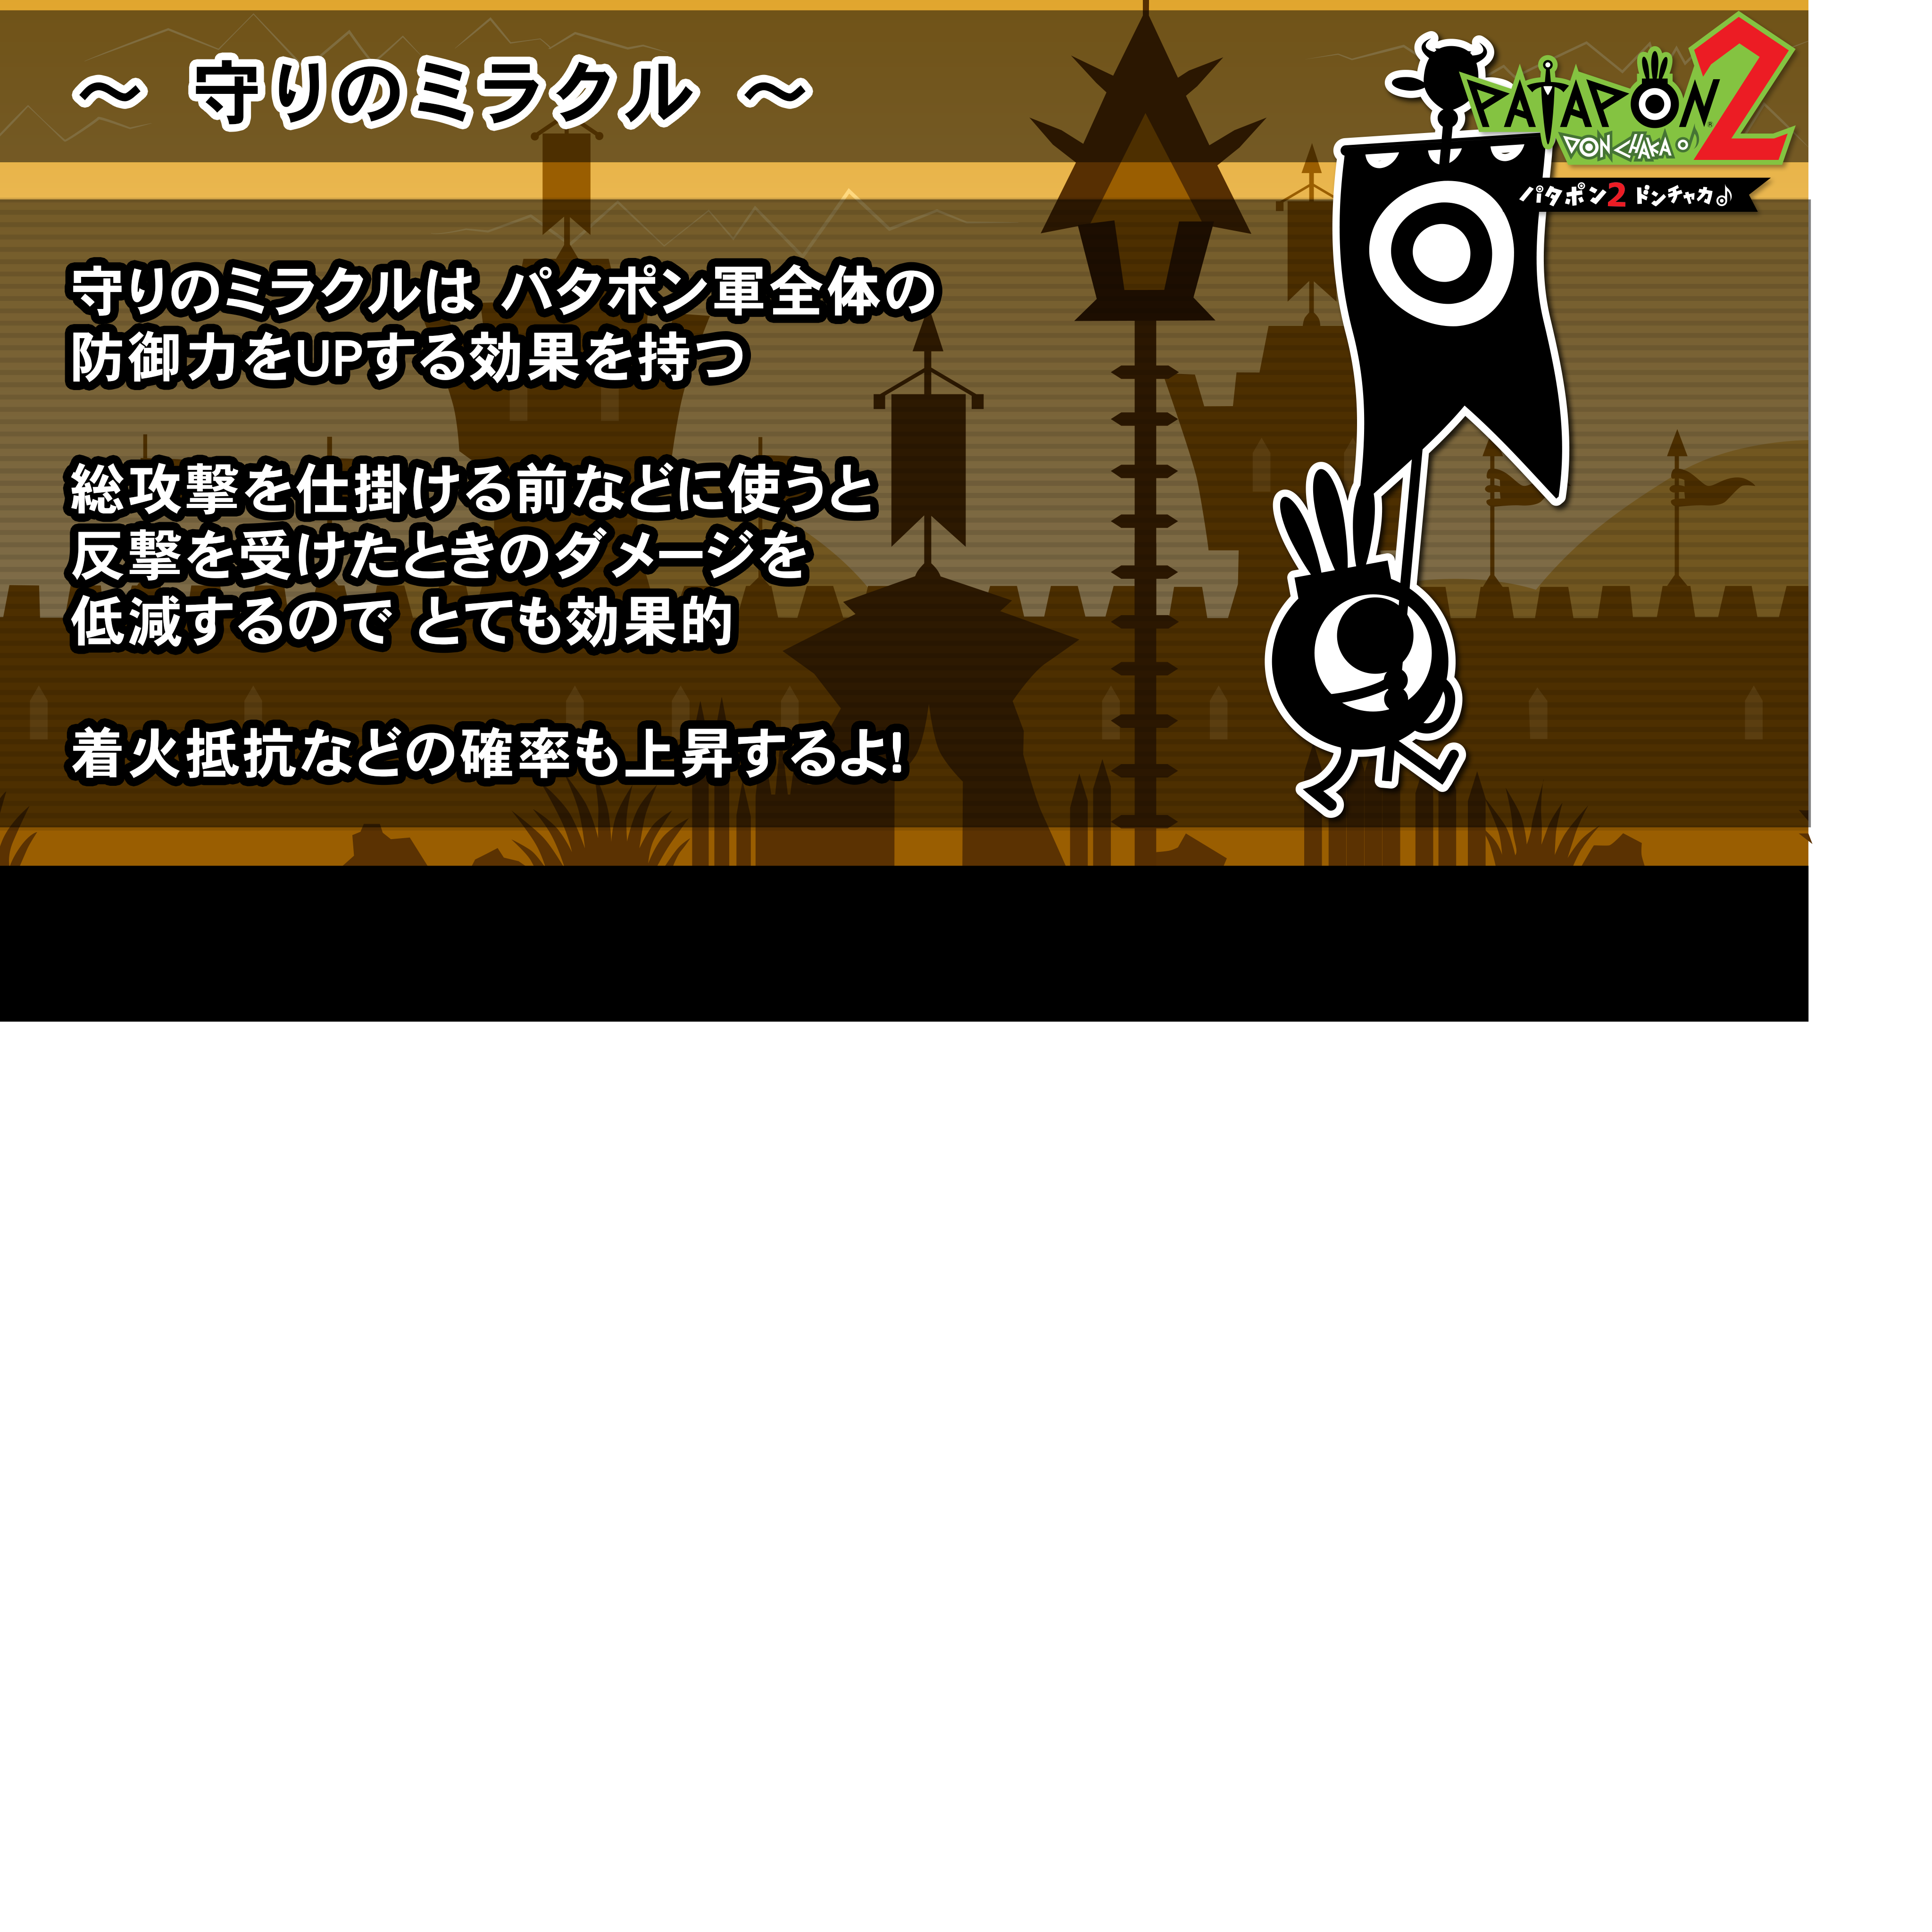 ～ 守りのミラクル ～
PATAPON2
DON CHAKA♪
パタポン2 ドンチャカ♪
守りのミラクルは パタポン軍全体の
防御力をUPする効果を持つ
総攻撃を仕掛ける前などに使うと
反撃を受けたときのダメージを
低減するので とても効果的
着火抵抗などの確率も上昇するよ!